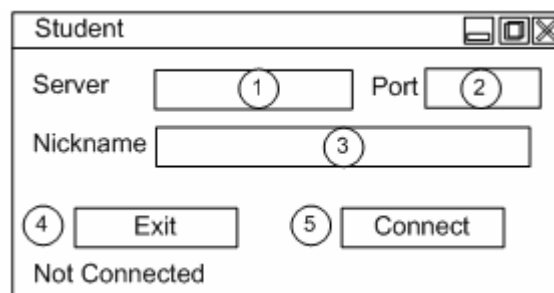 Student
Server 1 Port 2
Nickname 3
4 Exit 5 Connect
Not Connected